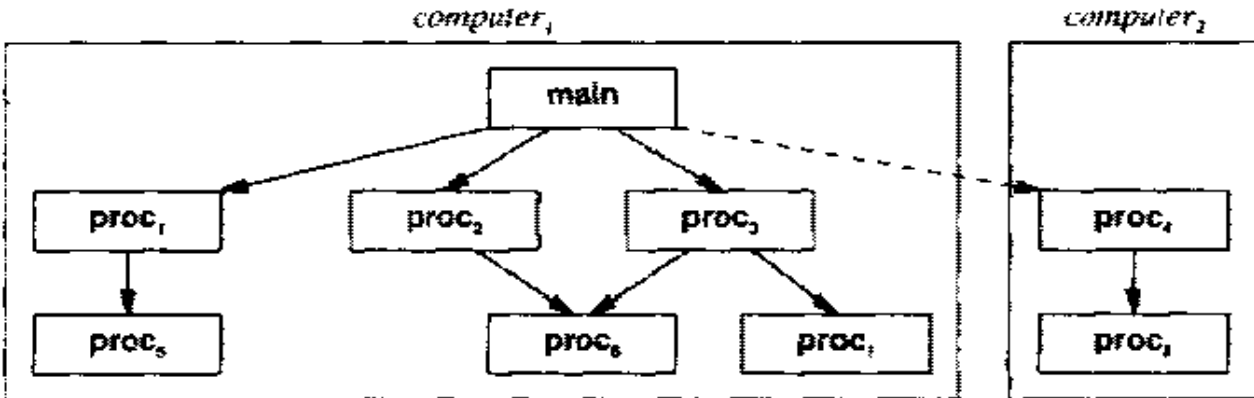 computer₁ computer₂
main
proc₁ proc₂ proc₃ proc₄
proc₅ proc₆ proc₇ proc₈